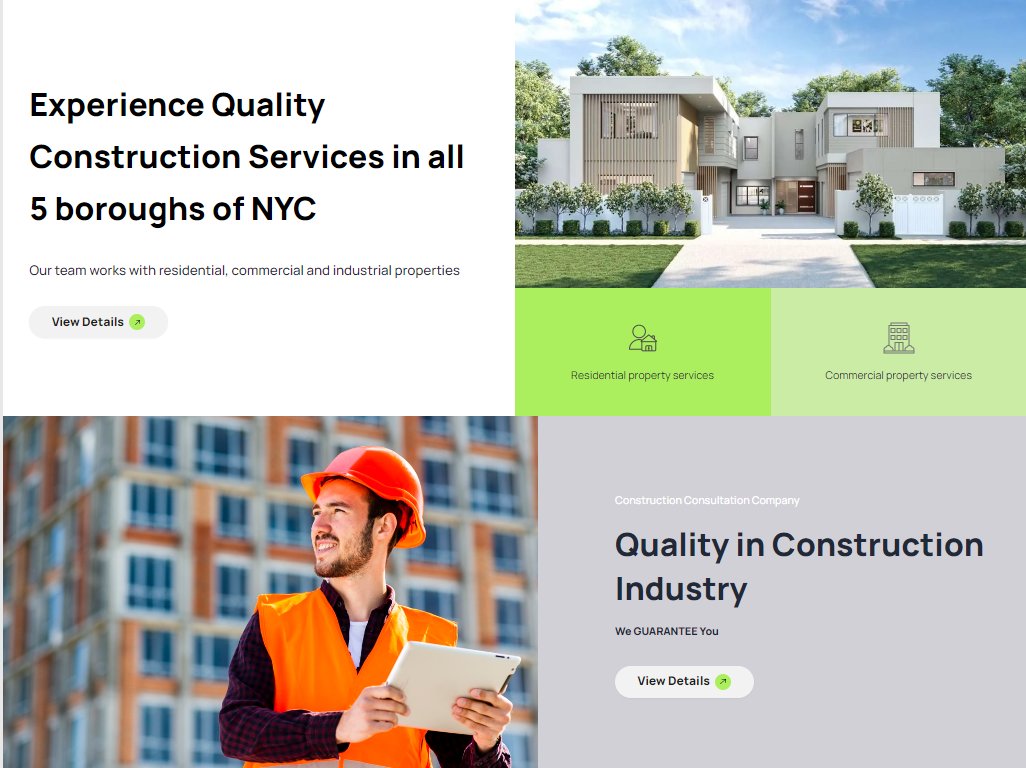 Experience Quality
Construction Services in all
5 boroughs of NYC
Our team works with residential, commercial and industrial properties
View Details
Residential property services
Commercial property services
Construction Consultation Company
Quality in Construction
Industry
We GUARANTEE You
View Details